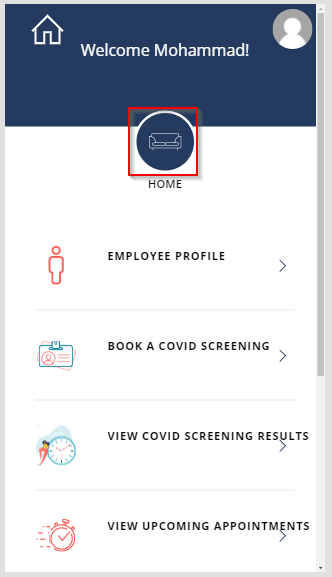 Welcome Mohammad!
HOME
EMPLOYEE PROFILE
BOOK A COVID SCREENING
VIEW COVID SCREENING RESULTS
VIEW UPCOMING APPOINTMENTS